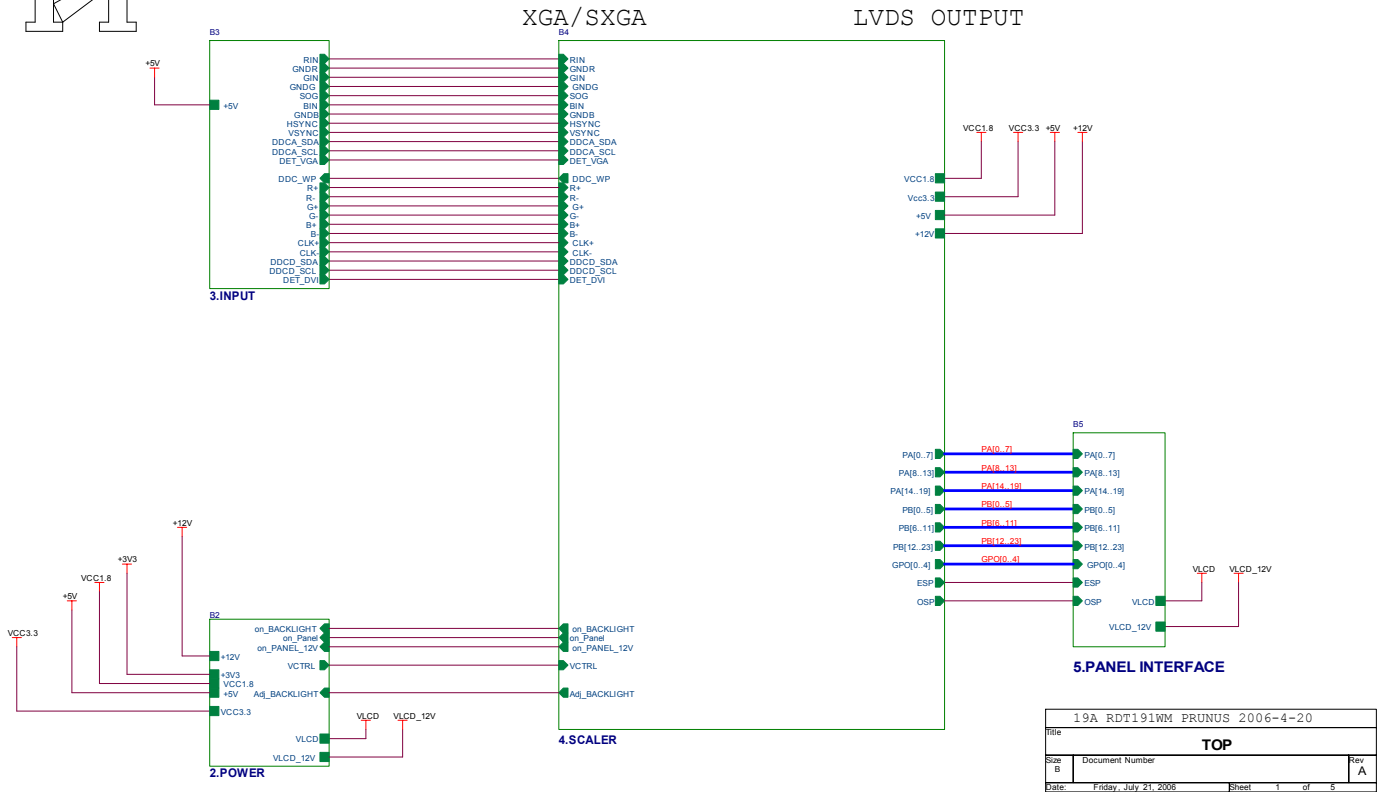 XGA/SXGA LVDS OUTPUT
B3
+5V
+5V
RIN
GNDR
GIN
GNDG
SOG
BIN
GNDB
HSYNC
VSYNC
DDCA_SDA
DDCA_SCL
DET_VGA
DDC_WP
R+
R-
G+
G-
B+
B-
CLK+
CLK-
DDCD_SDA
DDCD_SCL
DET_DVI
3.INPUT
B4
RIN
GNDR
GIN
GNDG
SOG
BIN
GNDB
HSYNC
VSYNC
DDCA_SDA
DDCA_SCL
DET_VGA
DDC_WP
R+
R-
G+
G-
B+
B-
CLK+
CLK-
DDCD_SDA
DDCD_SCL
DET_DVI
VCC1.8 VCC3.3 +5V +12V
VCC1.8
Vcc3.3
+5V
+12V
PA[0..7] PA[0..7]
PA[8..13] PA[8..13]
PA[14..19] PA[14..19]
PB[0..5] PB[0..5]
PB[6..11] PB[6..11]
PB[12..23] PB[12..23]
GPO[0..4] GPO[0..4]
ESP
OSP
on_BACKLIGHT
on_Panel
on_PANEL_12V
VCTRL
Adj_BACKLIGHT
4.SCALER
B5
PA[0..7]
PA[8..13]
PA[14..19]
PB[0..5]
PB[6..11]
PB[12..23]
GPO[0..4]
ESP
OSP
VLCD
VLCD_12V
VLCD VLCD_12V
5.PANEL INTERFACE
+12V
+3V3
VCC1.8
+5V
VCC3.3
B2
+12V
+3V3
VCC1.8
+5V
VCC3.3
on_BACKLIGHT
on_Panel
on_PANEL_12V
VCTRL
Adj_BACKLIGHT
VLCD
VLCD_12V
VLCD VLCD_12V
2.POWER
19A RDT191WM PRUNUS 2006-4-20
Title
TOP
Size Document Number Rev
B A
Date: Friday, July 21, 2006 Sheet 1 of 5